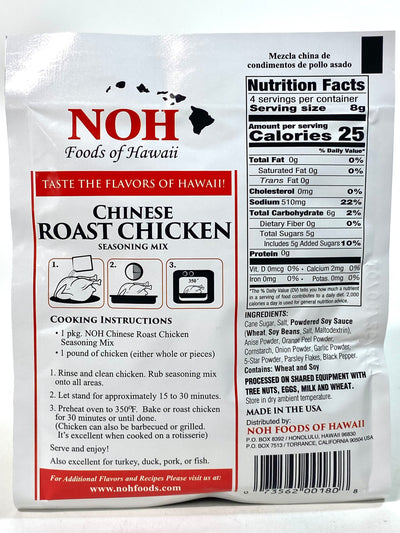 Mezcla china de
condimentos de pollo asado
NOH
Foods of Hawaii
TASTE THE FLAVORS OF HAWAII!
CHINESE
ROAST CHICKEN
SEASONING MIX
1.
2.
3.
350°
COOKING INSTRUCTIONS
• 1 pkg. NOH Chinese Roast Chicken
Seasoning Mix
• 1 pound of chicken (either whole or pieces)
1. Rinse and clean chicken. Rub seasoning mix
onto all areas.
2. Let stand for approximately 15 to 30 minutes.
3. Preheat oven to 350ºF. Bake or roast chicken
for 30 minutes or until done.
(Chicken can also be barbecued or grilled.
It's excellent when cooked on a rotisserie)
Serve and enjoy!
Also excellent for turkey, duck, pork, or fish.
For Additional Flavors and Recipes Please visit us at:
www.nohfoods.com
Nutrition Facts
4 servings per container
Serving size 8g
Amount per serving
Calories 25
% Daily Value*
Total Fat 0g 0%
Saturated Fat 0g 0%
Trans Fat 0g
Cholesterol 0mg 0%
Sodium 510mg 22%
Total Carbohydrate 6g 2%
Dietary Fiber 0g 0%
Total Sugars 5g
Includes 5g Added Sugars 10%
Protein 0g
Vit. D 0mcg 0% • Calcium 2mg 0%
Iron 0mg 0% • Potas. 0mg 0%
*The % Daily Value (DV) tells you how much a nutrient
in a serving of food contributes to a daily diet. 2,000
calories a day is used for general nutrition advice.
INGREDIENTS:
Cane Sugar, Salt, Powdered Soy Sauce
(Wheat, Soy Beans, Salt, Maltodextrin),
Anise Powder, Orange Peel Powder,
Cornstarch, Onion Powder, Garlic Powder,
5-Star Powder, Parsley Flakes, Black Pepper.
Contains: Wheat and Soy
PROCESSED ON SHARED EQUIPMENT WITH
TREE NUTS, EGGS, MILK AND WHEAT.
Store in dry ambient temperature.
MADE IN THE USA
Distributed by:
NOH FOODS OF HAWAII
P.O. BOX 8392 / HONOLULU, HAWAII 96830
P.O. BOX 7513 / TORRANCE, CALIFORNIA 90504 USA
0 73562 00180 8